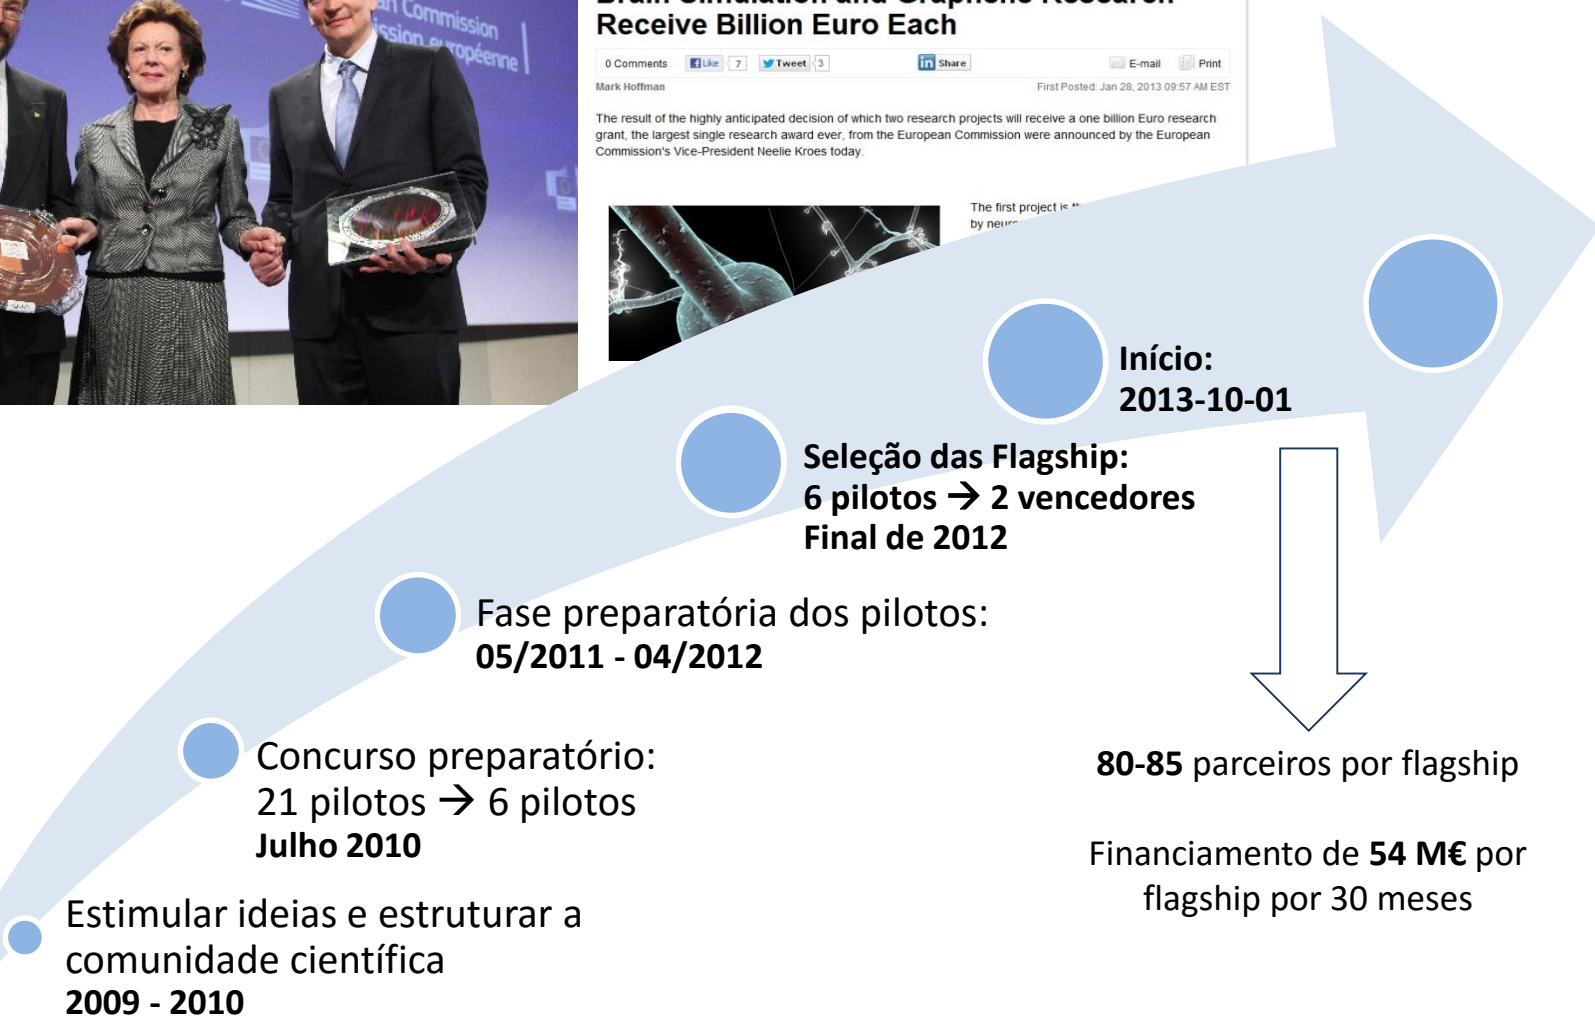 an Commission
ssion européenne
Receive Billion Euro Each
0 Comments
Like
7
Tweet
3
in Share
E-mail
Print
Mark Hoffman
First Posted: Jan 28, 2013 09:57 AM EST
The result of the highly anticipated decision of which two research projects will receive a one billion Euro research
grant, the largest single research award ever, from the European Commission were announced by the European
Commission's Vice-President Neelie Kroes today.
The first project is
by
Início:
2013-10-01
Seleção das Flagship:
6 pilotos → 2 vencedores
Final de 2012
Fase preparatória dos pilotos:
05/2011 - 04/2012
Concurso preparatório:
21 pilotos → 6 pilotos
Julho 2010
Estimular ideias e estruturar a
comunidade científica
2009 - 2010
80-85 parceiros por flagship
Financiamento de 54 M€ por
flagship por 30 meses